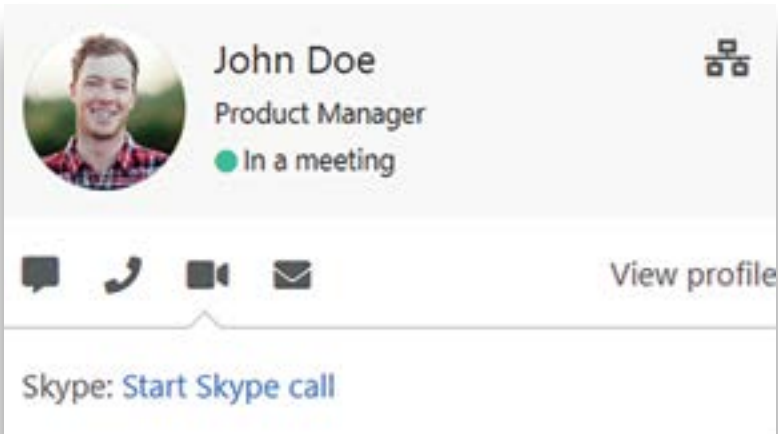 John Doe
Product Manager
In a meeting
View profile
Skype: Start Skype call